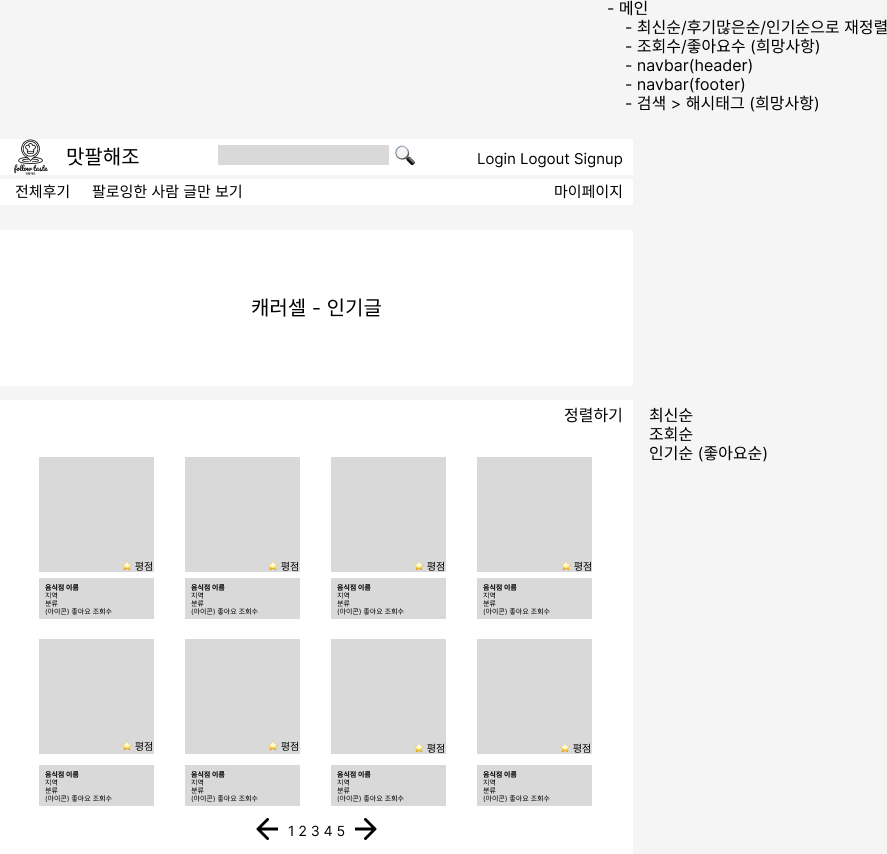 - 메인
- 최신순/후기많은순/인기순으로 재정렬
- 조회수/좋아요수 (희망사항)
- navbar(header)
- navbar(footer)
- 검색 > 해시태그 (희망사항)
follow taste
맛팔해조
Login Logout Signup
전체후기 팔로잉한 사람 글만 보기 마이페이지
캐러셀 - 인기글
정렬하기
최신순
조회순
인기순 (좋아요순)
평점 평점 평점 평점
음식점 이름 음식점 이름 음식점 이름 음식점 이름
지역 지역 지역 지역
분류 분류 분류 분류
(아이콘) 좋아요 조회수 (아이콘) 좋아요 조회수 (아이콘) 좋아요 조회수 (아이콘) 좋아요 조회수
평점 평점 평점 평점
음식점 이름 음식점 이름 음식점 이름 음식점 이름
지역 지역 지역 지역
분류 분류 분류 분류
(아이콘) 좋아요 조회수 (아이콘) 좋아요 조회수 (아이콘) 좋아요 조회수 (아이콘) 좋아요 조회수
1 2 3 4 5